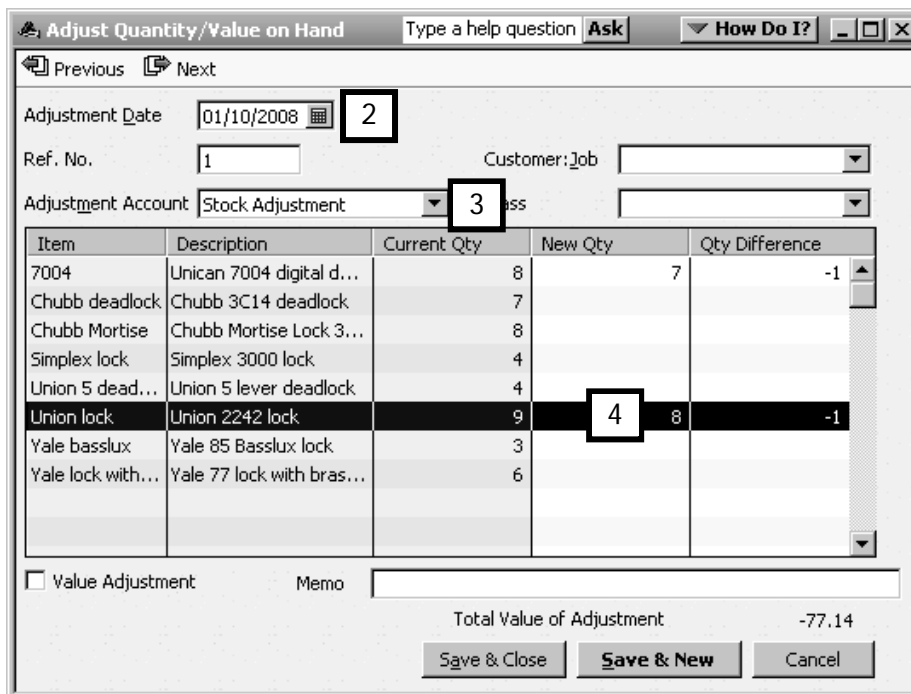 Adjust Quantity/Value on Hand Type a help question Ask How Do I?
Previous Next
Adjustment Date 01/10/2008 2
Ref. No. 1 Customer:Job
Adjustment Account Stock Adjustment 3 ass
Item Description Current Qty New Qty Qty Difference
7004 Unican 7004 digital d... 8 7 -1
Chubb deadlock Chubb 3C14 deadlock 7
Chubb Mortise Chubb Mortise Lock 3... 8
Simplex lock Simplex 3000 lock 4
Union 5 dead... Union 5 lever deadlock 4
Union lock Union 2242 lock 9 4 8 -1
Yale basslux Yale 85 Basslux lock 3
Yale lock with... Yale 77 lock with bras... 6
Value Adjustment Memo
Total Value of Adjustment -77.14
Save & Close Save & New Cancel